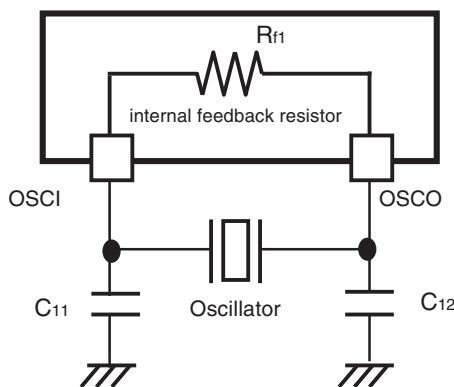 Rf1
internal feedback resistor
OSCI
OSCO
C11
Oscillator
C12